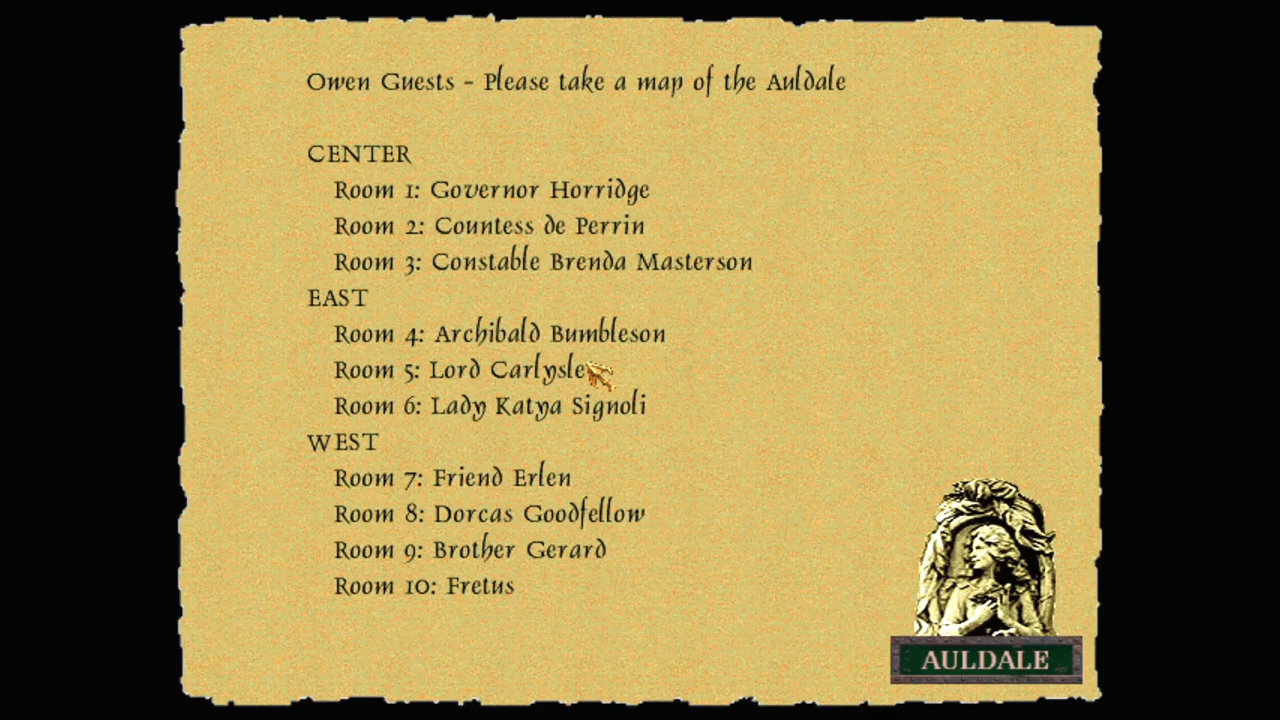 Owen Guests - Please take a map of the Auldale
CENTER
Room 1: Governor Horridge
Room 2: Countess de Perrin
Room 3: Constable Brenda Masterson
EAST
Room 4: Archibald Bumbleson
Room 5: Lord Carlysle
Room 6: Lady Katya Signoli
WEST
Room 7: Friend Erlen
Room 8: Dorcas Goodfellow
Room 9: Brother Gerard
Room 10: Fretus
AULDALE